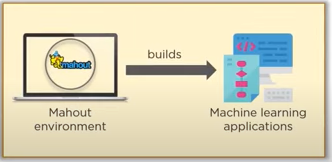 mahout
builds
Mahout
environment
Machine learning
applications